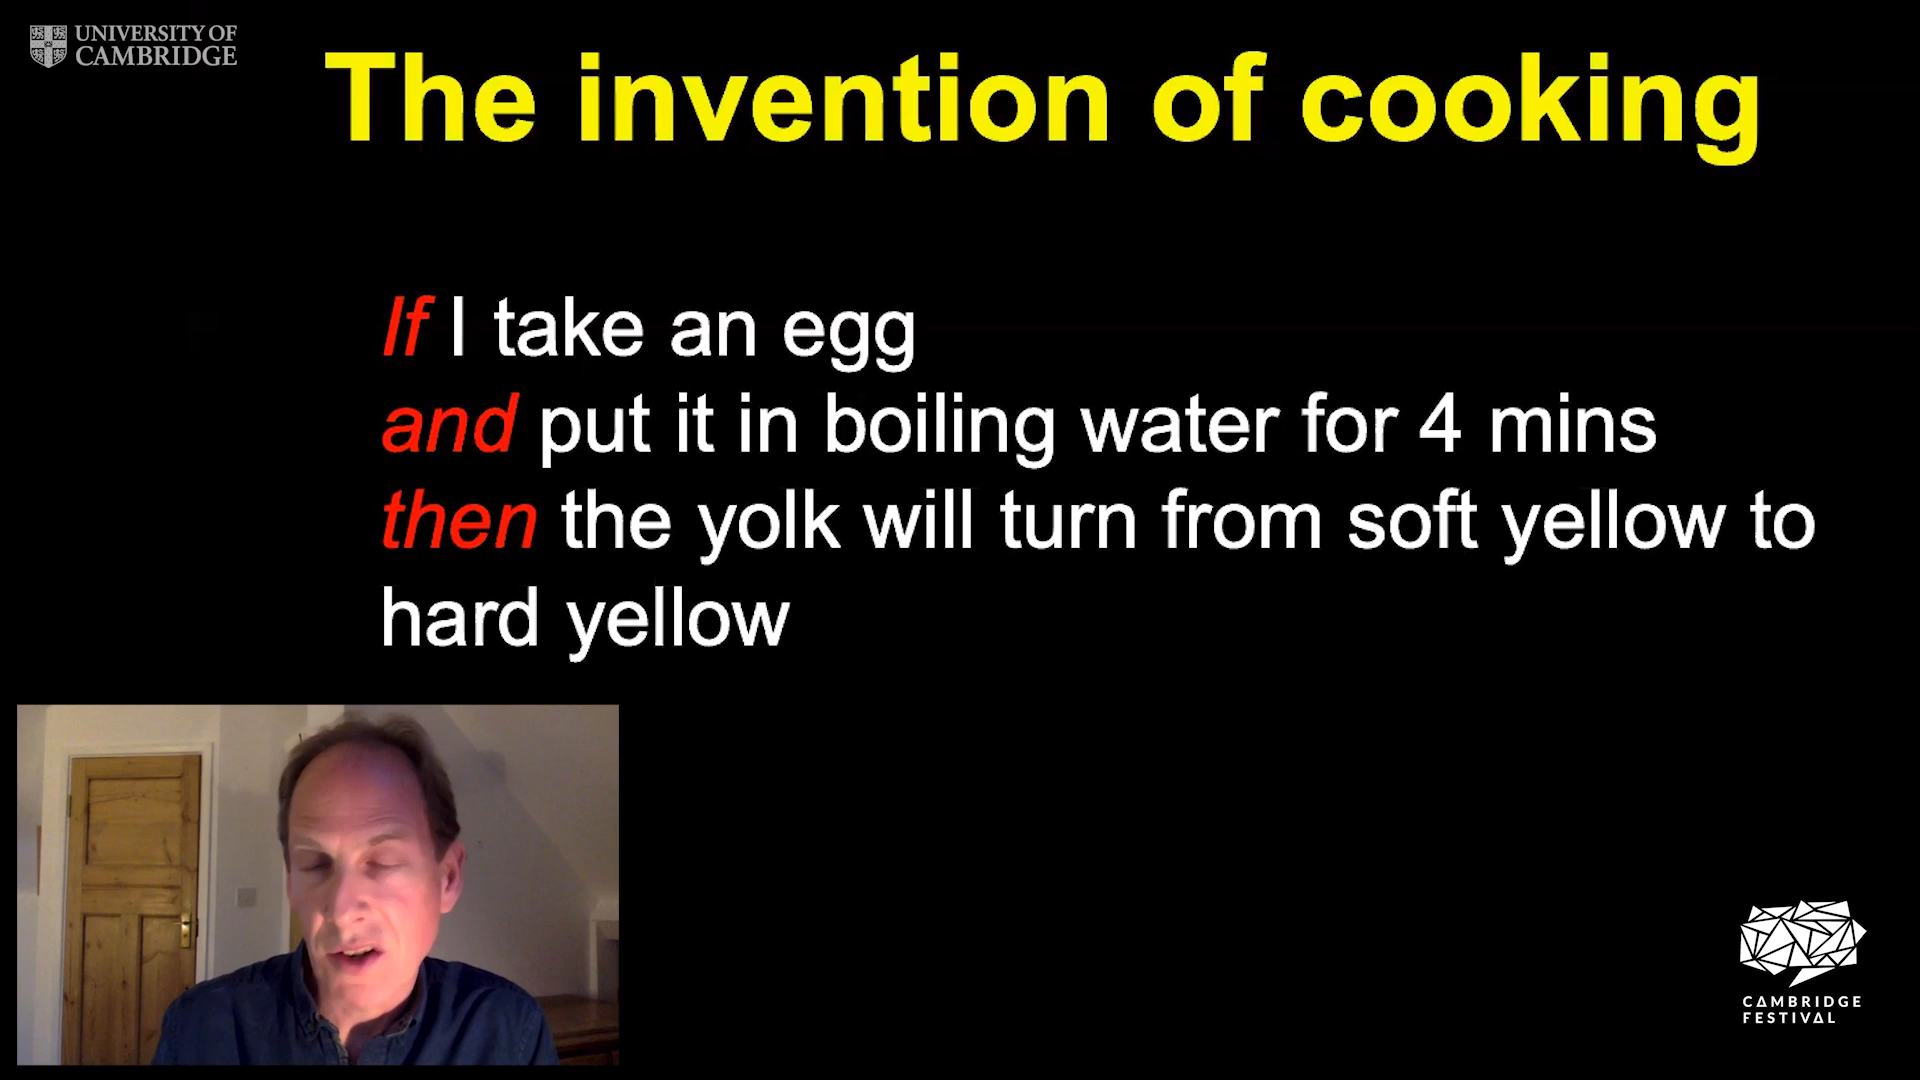 UNIVERSITY OF
CAMBRIDGE
The invention of cooking
If I take an egg
and put it in boiling water for 4 mins
then the yolk will turn from soft yellow to
hard yellow
CAMBRIDGE
FESTIVAL